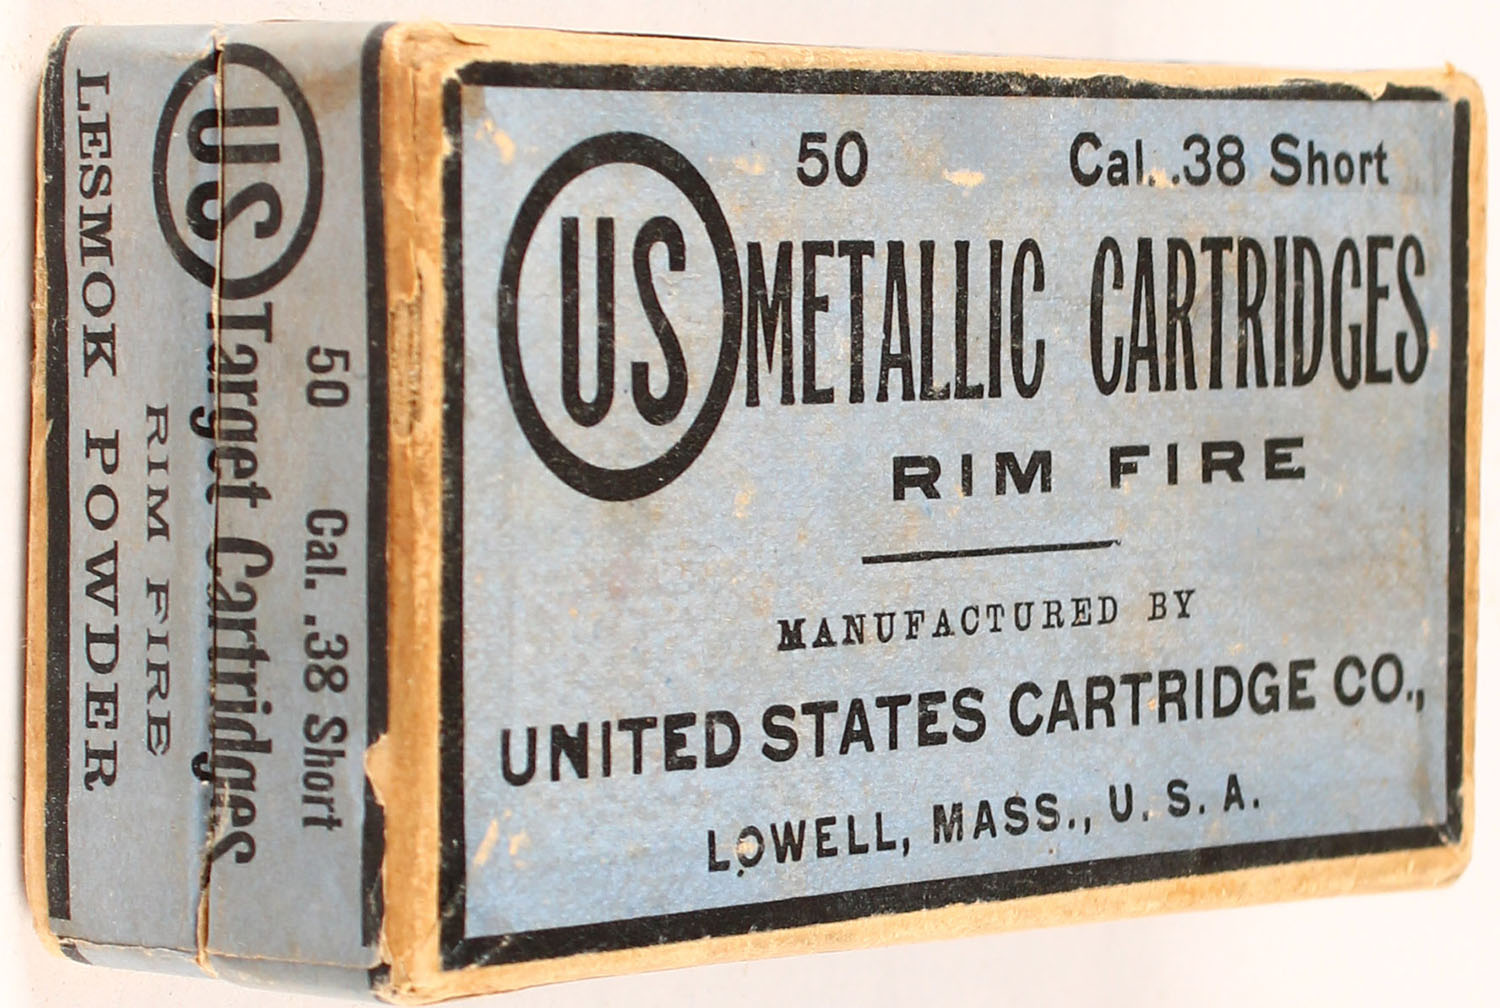 50 Cal. .38 Short
US METALLIC CARTRIDGES
RIM FIRE
MANUFACTURED BY
UNITED STATES CARTRIDGE CO.,
LOWELL, MASS., U. S. A.
50 Cal. .38 Short
US Target Cartridges
RIM FIRE
LESMOK POWDER